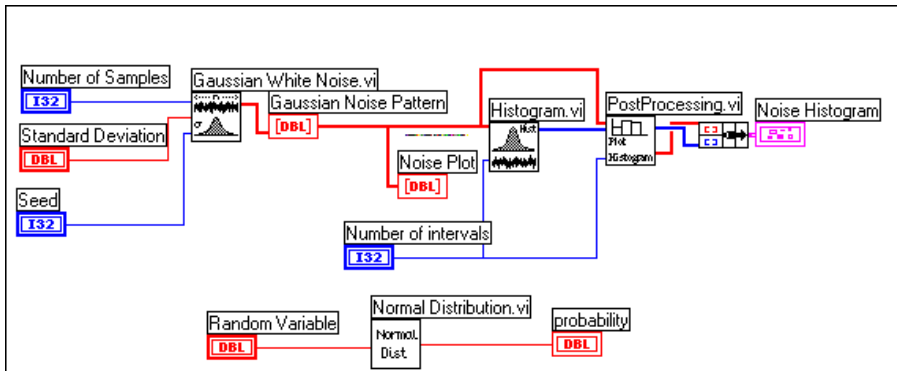 Number of Samples
I32
Standard Deviation
DBL
Seed
I32
Gaussian White Noise.vi
n
σ
Gaussian Noise Pattern
[DBL]
Noise Plot
[DBL]
Number of intervals
I32
Histogram.vi
Hist
PostProcessing.vi
Plot
Histogram
Noise Histogram
Random Variable
DBL
Normal Distribution.vi
Normal
Dist.
probability
DBL